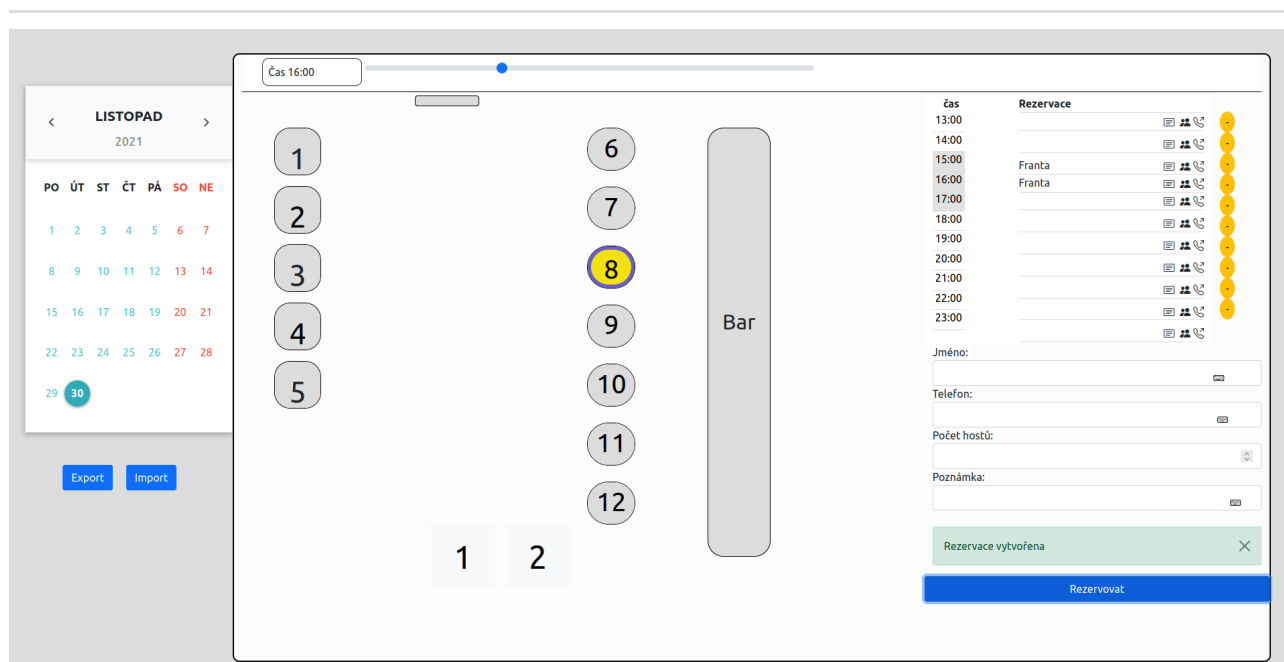 Čas 16:00
LISTOPAD
2021
PO ÚT ST ČT PÁ SO NE
1 2 3 4 5 6 7
8 9 10 11 12 13 14
15 16 17 18 19 20 21
22 23 24 25 26 27 28
29 30
Export Import
1
2
3
4
5
6
7
8
9
10
11
12
Bar
1 2
čas Rezervace
13:00 -
14:00 -
15:00 Franta -
16:00 Franta -
17:00 -
18:00 -
19:00 -
20:00 -
21:00 -
22:00 -
23:00
Jméno:
Telefon:
Počet hostů:
Poznámka:
Rezervace vytvořena
Rezervovat